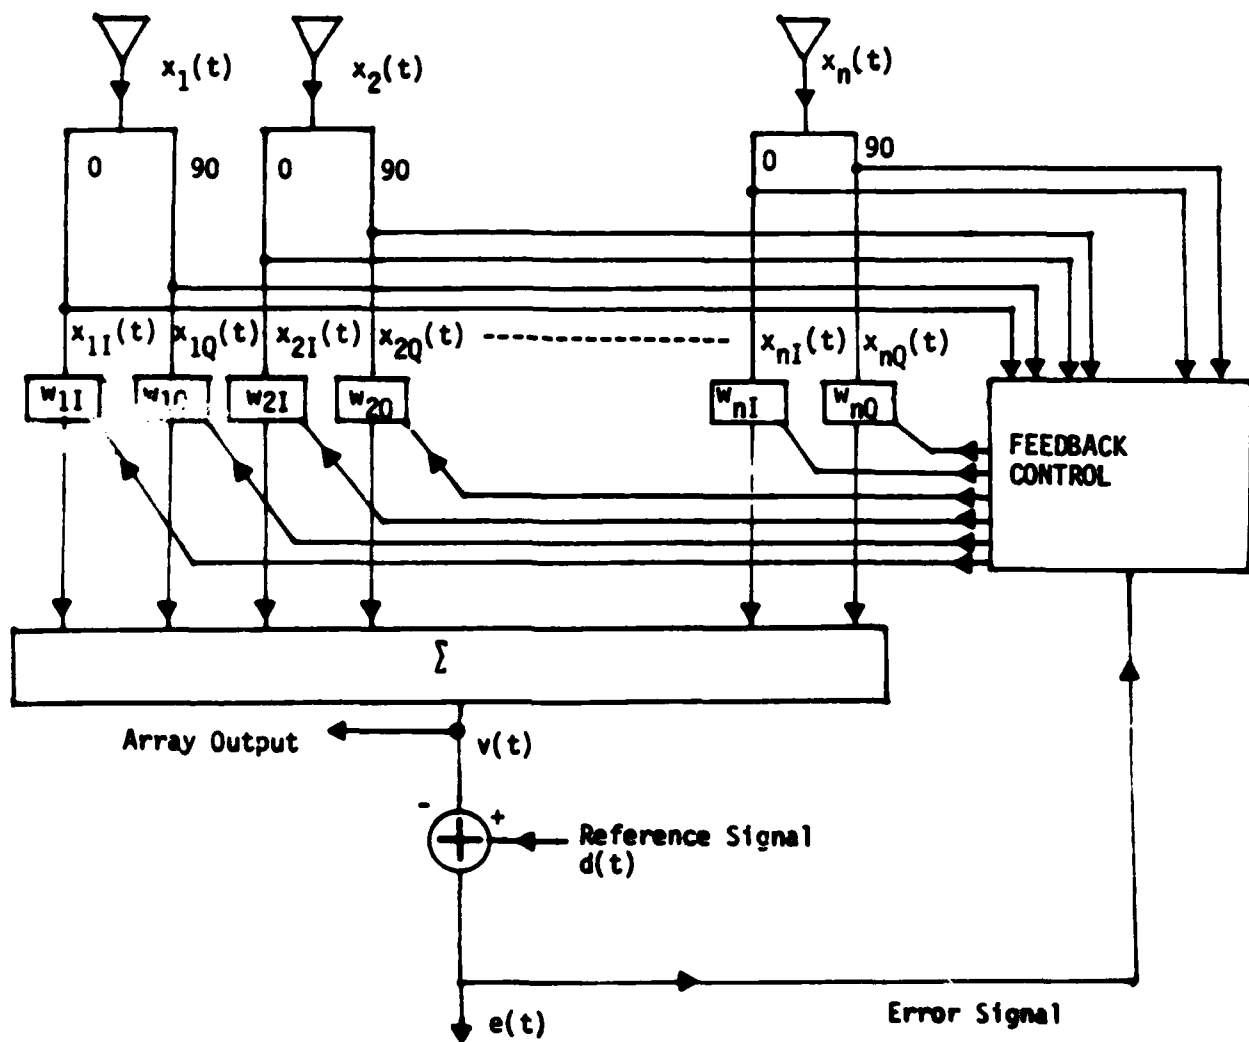 x1(t)
x2(t)
xn(t)
0
90
0
90
0
90
x1I(t)
x1Q(t)
x2I(t)
x2Q(t)
xnI(t)
xnQ(t)
w1I
w2I
w2Q
wnI
wnQ
FEEDBACK
CONTROL
Σ
Array Output
v(t)
-
+
Reference Signal
d(t)
Error Signal
e(t)